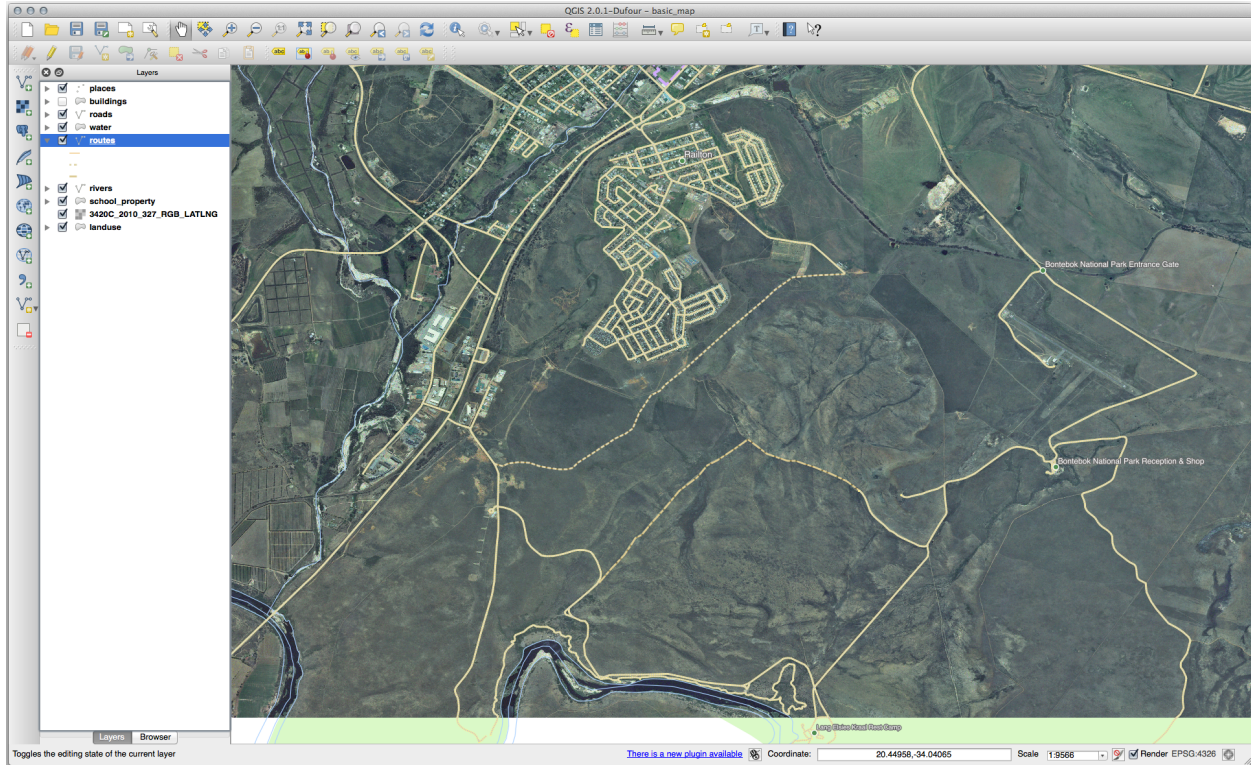 QGIS 2.0.1-Dufour – basic_map
Layers
places
buildings
roads
water
routes
rivers
school_property
3420C_2010_327_RGB_LATLNG
landuse
Railton
Bontebok National Park Entrance Gate
Bontebok National Park Reception & Shop
Lang Elsies Kraal Rest Camp
Layers Browser
Toggles the editing state of the current layer There is a new plugin available Coordinate: 20.44958,-34.04065 Scale 1:9566 Render EPSG:4326